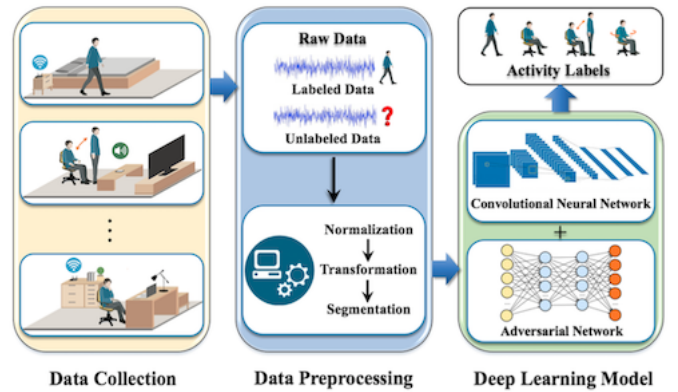 Raw Data
Labeled Data
?
Unlabeled Data
Normalization
Transformation
Segmentation
Activity Labels
Convolutional Neural Network
+
Adversarial Network
Data Collection
Data Preprocessing
Deep Learning Model